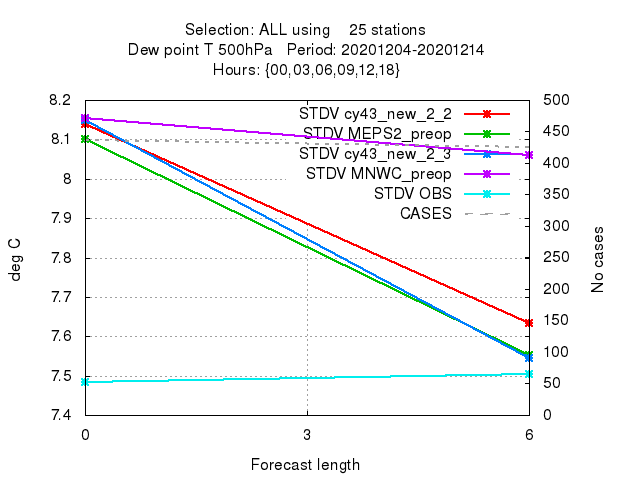 Selection: ALL using 25 stations
Dew point T 500hPa Period: 20201204-20201214
Hours: {00,03,06,09,12,18}
STDV cy43_new_2_2
STDV MEPS2_preop
STDV cy43_new_2_3
STDV MNWC_preop
STDV OBS
CASES
8.2
8.1
8
7.9
7.8
7.7
7.6
7.5
7.4
deg C
500
450
400
350
300
250
200
150
100
50
0
No cases
0 3 6
Forecast length